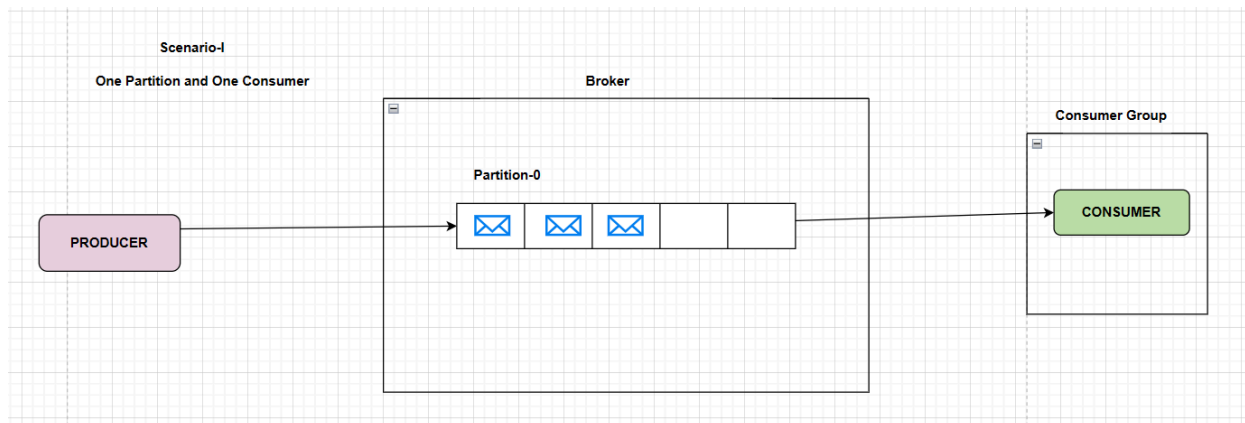 Scenario-I
One Partition and One Consumer
Broker
Consumer Group
Partition-0
PRODUCER
CONSUMER